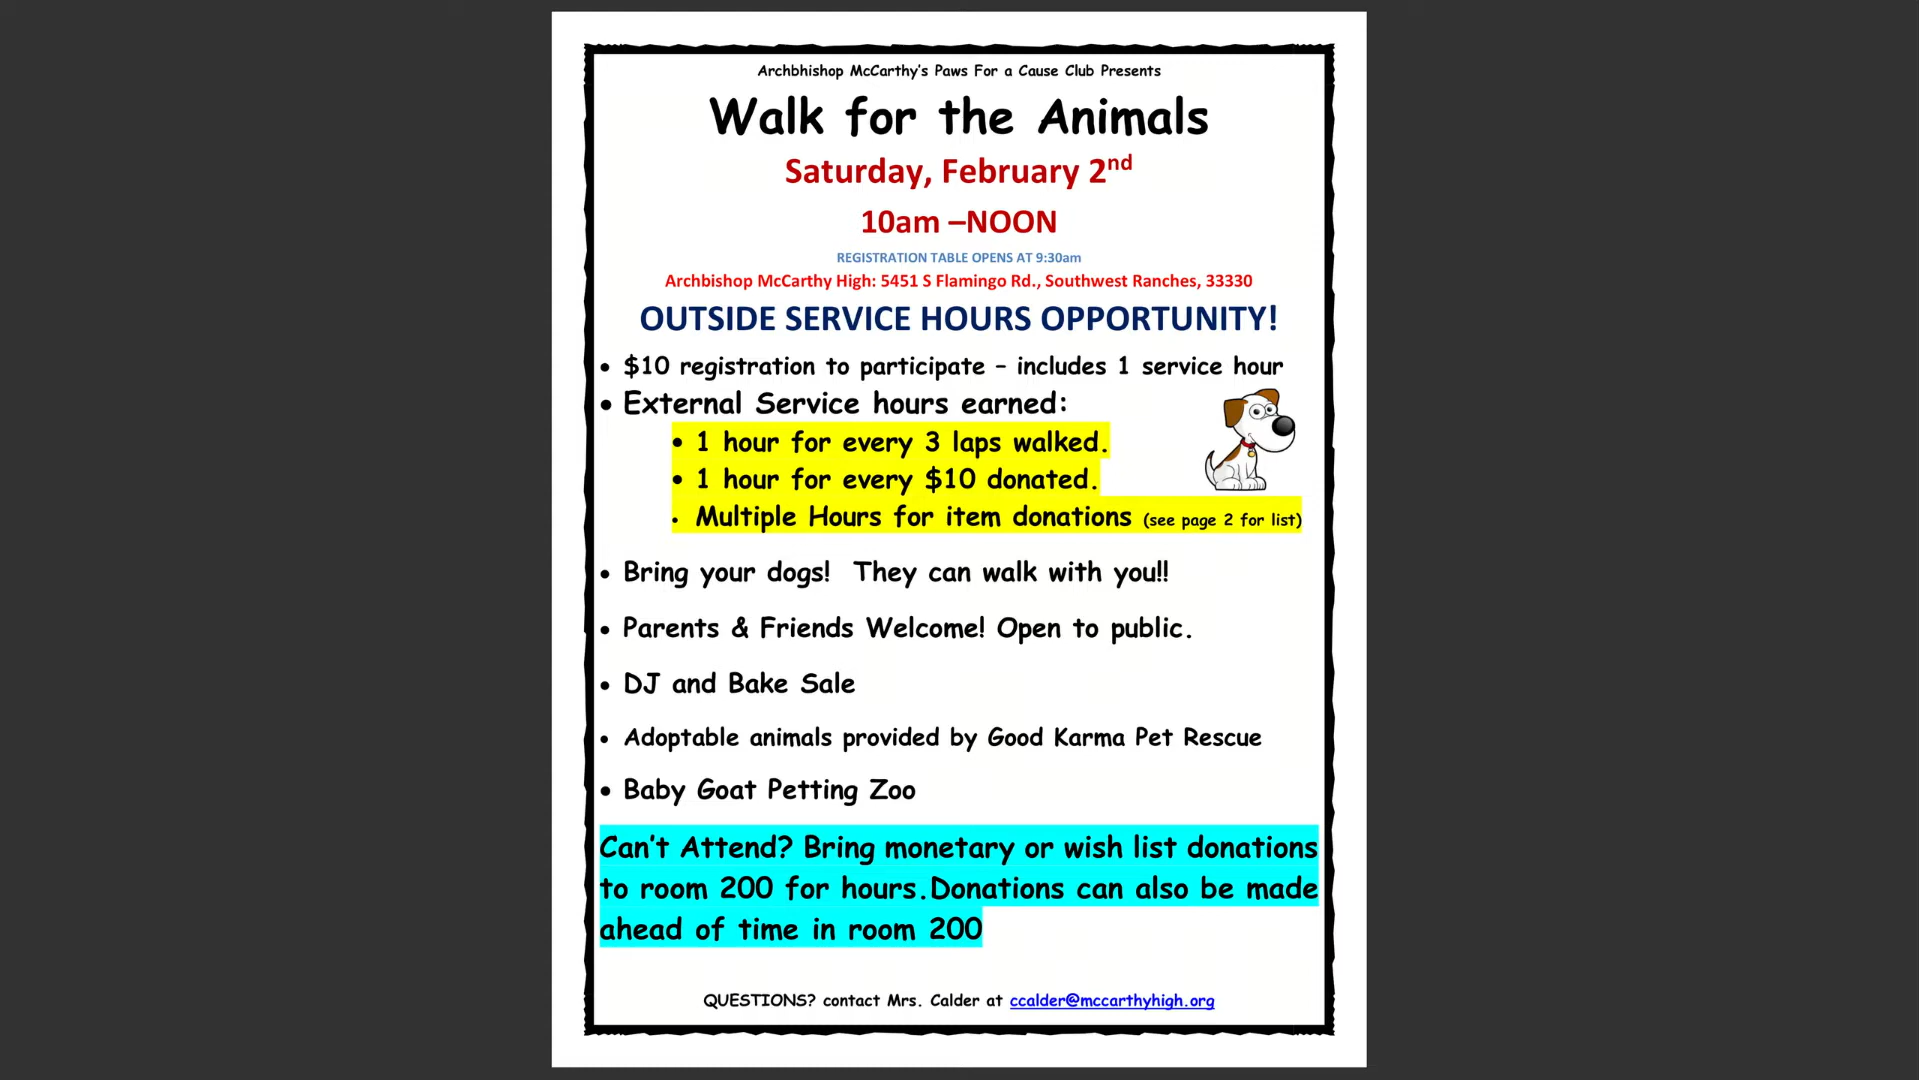 Archbhishop McCarthy's Paws For a Cause Club Presents
Walk for the Animals
Saturday, February 2nd
10am –NOON
REGISTRATION TABLE OPENS AT 9:30am
Archbishop McCarthy High: 5451 S Flamingo Rd., Southwest Ranches, 33330
OUTSIDE SERVICE HOURS OPPORTUNITY!
• $10 registration to participate – includes 1 service hour
• External Service hours earned:
• 1 hour for every 3 laps walked.
• 1 hour for every $10 donated.
• Multiple Hours for item donations (see page 2 for list)
• Bring your dogs! They can walk with you!!
• Parents & Friends Welcome! Open to public.
• DJ and Bake Sale
• Adoptable animals provided by Good Karma Pet Rescue
• Baby Goat Petting Zoo
Can't Attend? Bring monetary or wish list donations
to room 200 for hours.Donations can also be made
ahead of time in room 200
QUESTIONS? contact Mrs. Calder at ccalder@mccarthyhigh.org